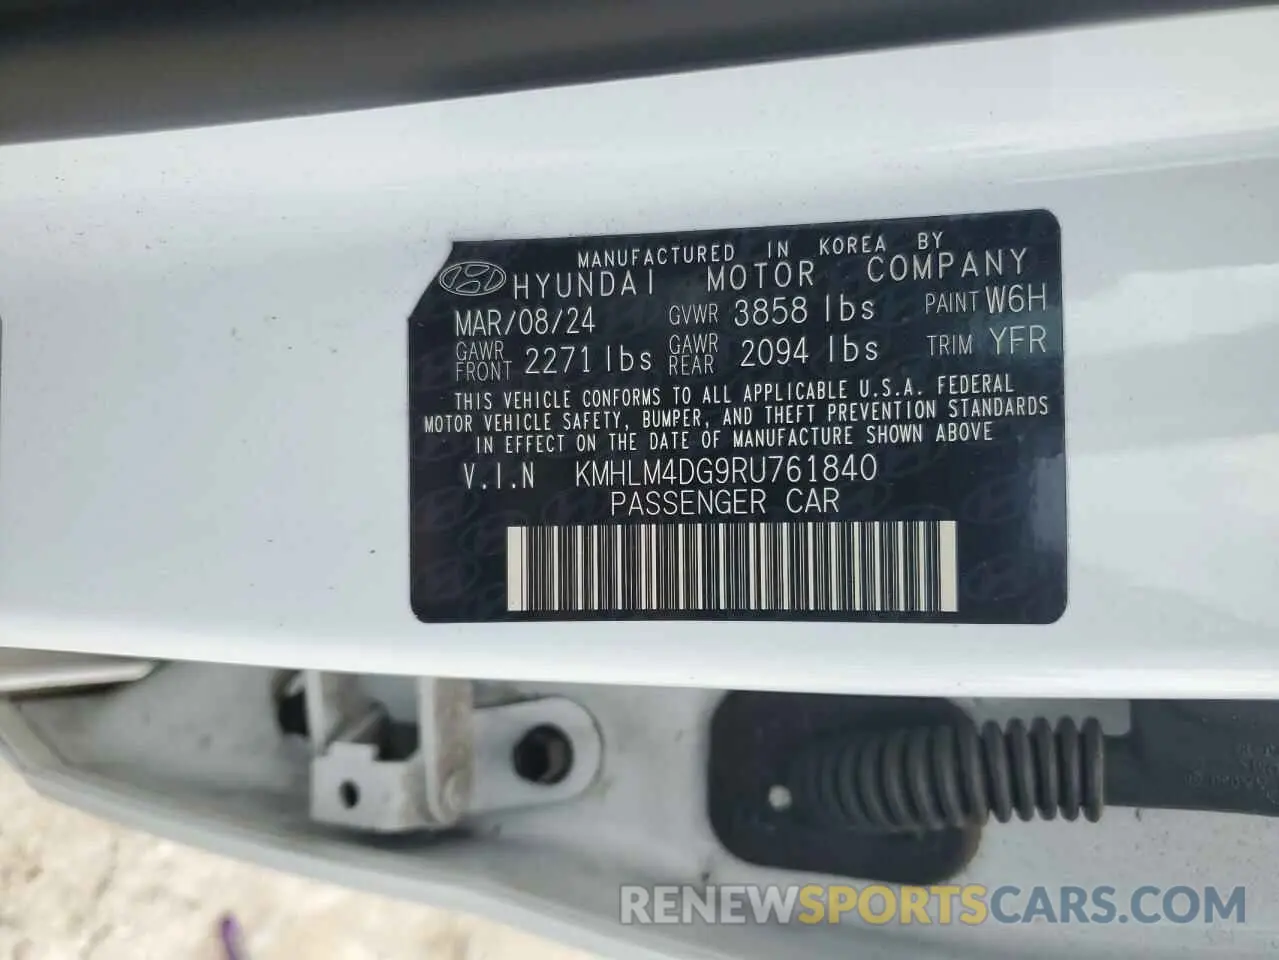 MANUFACTURED IN KOREA BY
HYUNDAI MOTOR COMPANY
MAR/08/24 GVWR 3858 lbs PAINT W6H
GAWR FRONT 2271 lbs GAWR REAR 2094 lbs TRIM YFR
THIS VEHICLE CONFORMS TO ALL APPLICABLE U.S.A. FEDERAL
MOTOR VEHICLE SAFETY, BUMPER, AND THEFT PREVENTION STANDARDS
IN EFFECT ON THE DATE OF MANUFACTURE SHOWN ABOVE
V.I.N KMHLM4DG9RU761840
PASSENGER CAR
RENEWSPORTSCARS.COM